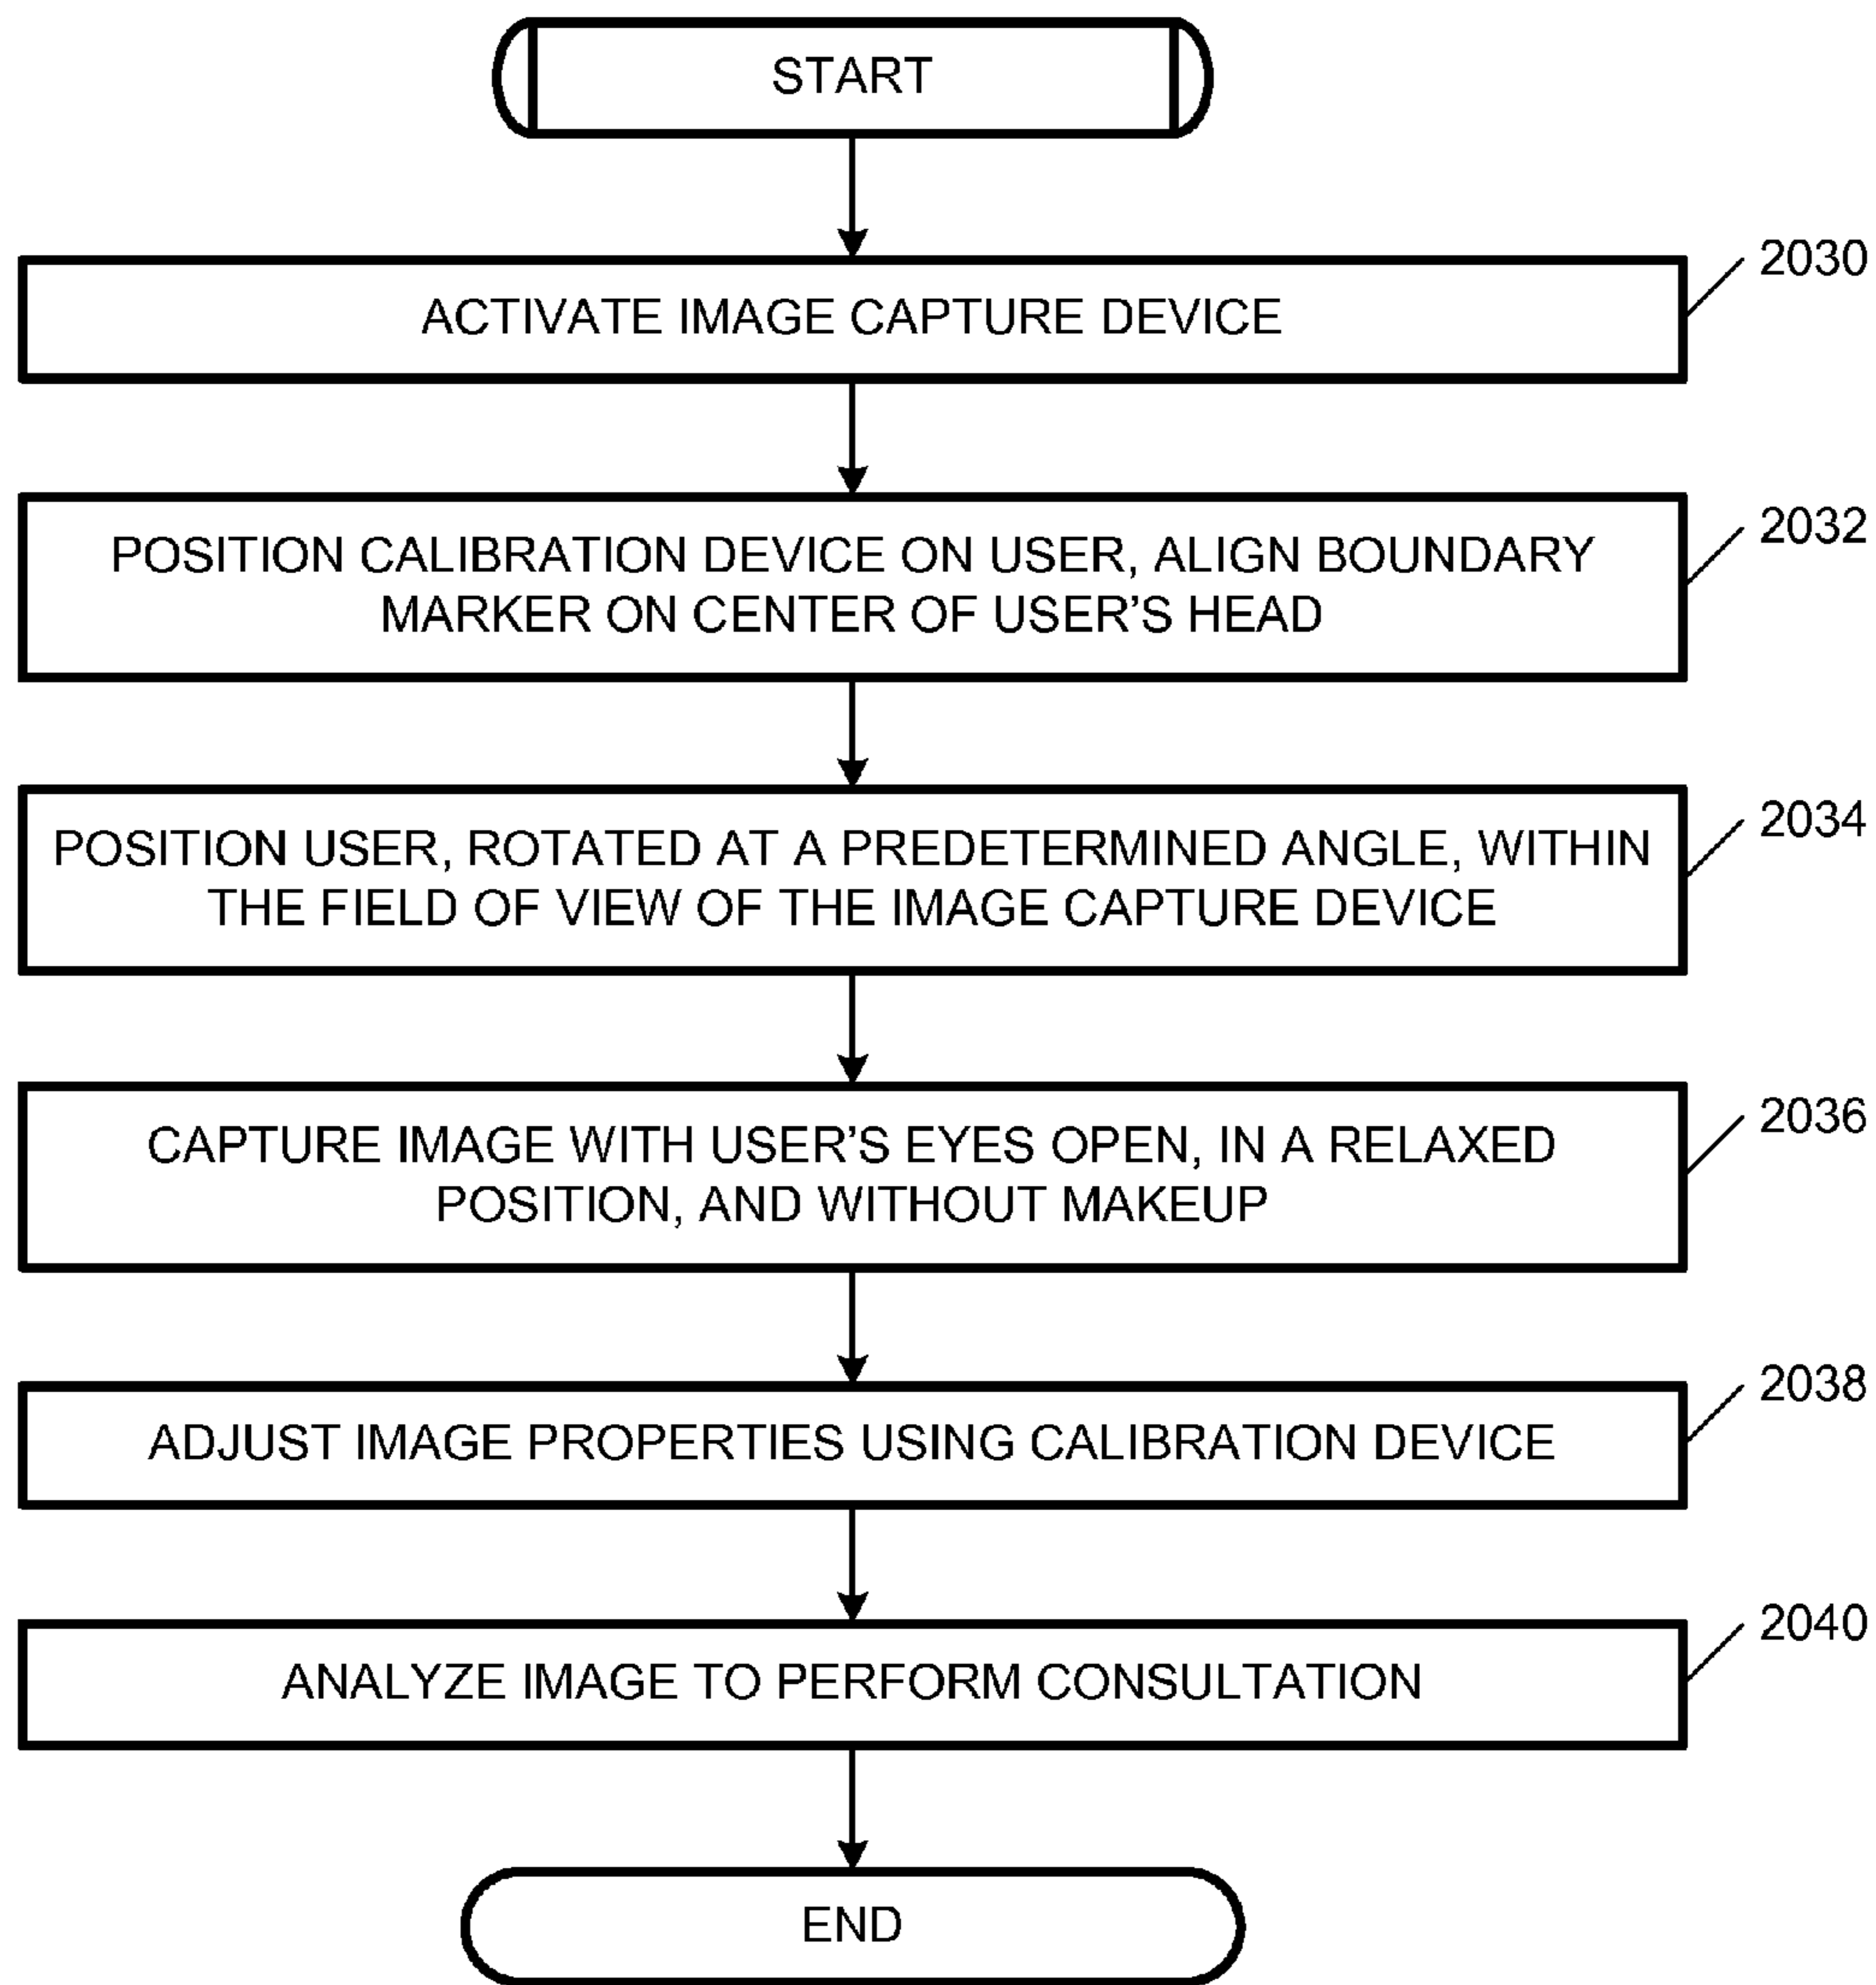 START
2030
ACTIVATE IMAGE CAPTURE DEVICE
2032
POSITION CALIBRATION DEVICE ON USER, ALIGN BOUNDARY
MARKER ON CENTER OF USER’S HEAD
2034
POSITION USER, ROTATED AT A PREDETERMINED ANGLE, WITHIN
THE FIELD OF VIEW OF THE IMAGE CAPTURE DEVICE
2036
CAPTURE IMAGE WITH USER’S EYES OPEN, IN A RELAXED
POSITION, AND WITHOUT MAKEUP
2038
ADJUST IMAGE PROPERTIES USING CALIBRATION DEVICE
2040
ANALYZE IMAGE TO PERFORM CONSULTATION
END